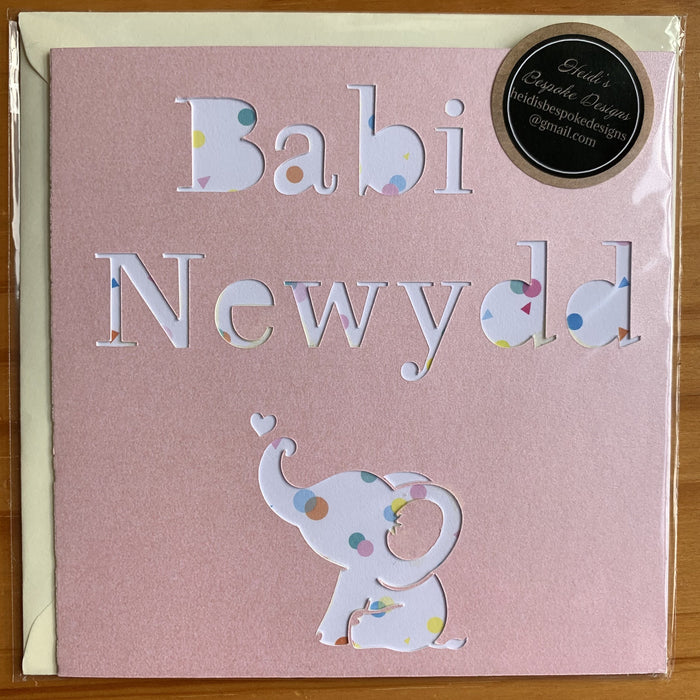 Babi
Newydd
Heidi's
Bespoke Designs
heidisbespokedesigns
@gmail.com